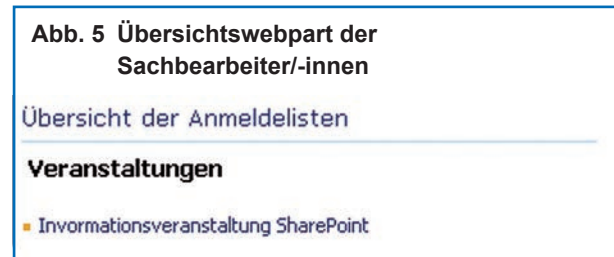 Abb. 5 Übersichtswebpart der
Sachbearbeiter/-innen
Übersicht der Anmeldelisten
Veranstaltungen
Invormationsveranstaltung SharePoint